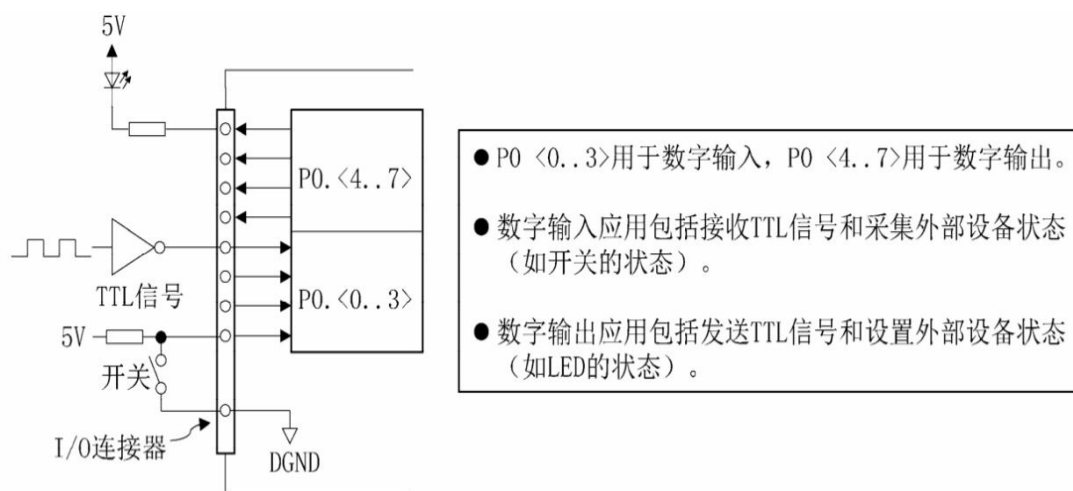 5V
P0.<4..7>
TTL信号
P0.<0..3>
5V
开关
I/O连接器
DGND
●P0 <0..3>用于数字输入，P0 <4..7>用于数字输出。
●数字输入应用包括接收TTL信号和采集外部设备状态
（如开关的状态）。
●数字输出应用包括发送TTL信号和设置外部设备状态
（如LED的状态）。